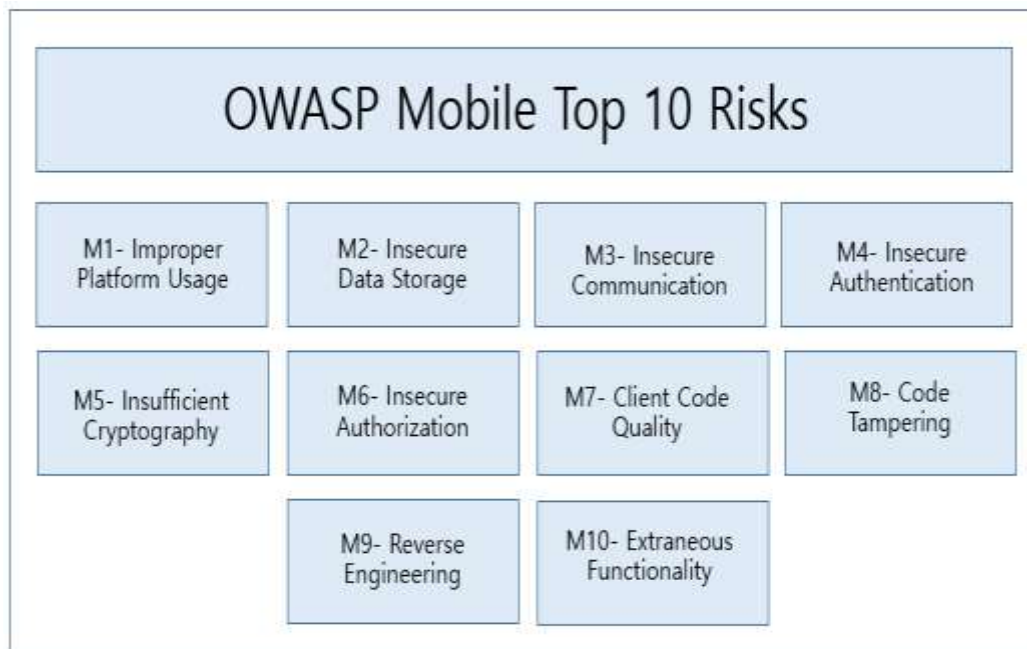 OWASP Mobile Top 10 Risks
M1- Improper
Platform Usage
M2- Insecure
Data Storage
M3- Insecure
Communication
M4- Insecure
Authentication
M5- Insufficient
Cryptography
M6- Insecure
Authorization
M7- Client Code
Quality
M8- Code
Tampering
M9- Reverse
Engineering
M10- Extraneous
Functionality